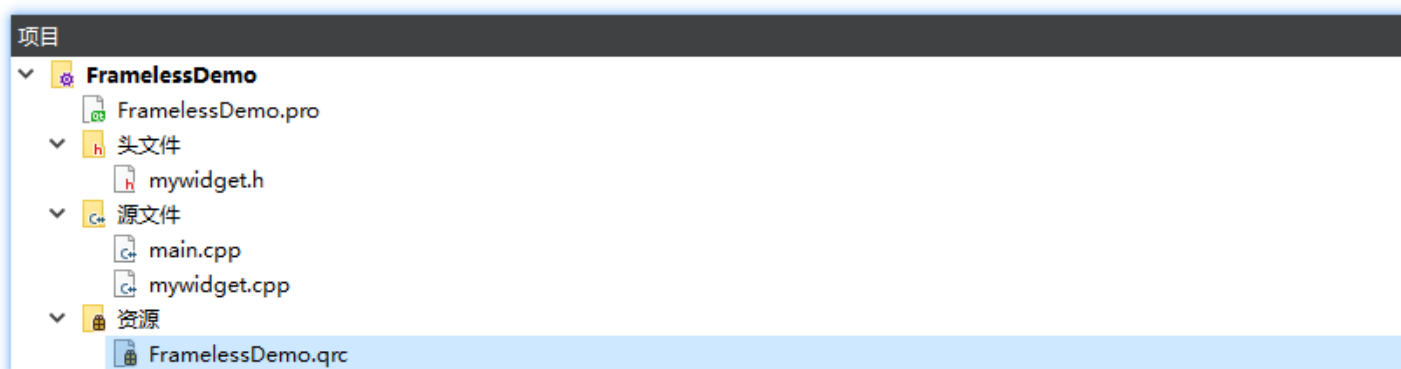 项目
FramelessDemo
FramelessDemo.pro
头文件
mywidget.h
源文件
main.cpp
mywidget.cpp
资源
FramelessDemo.qrc